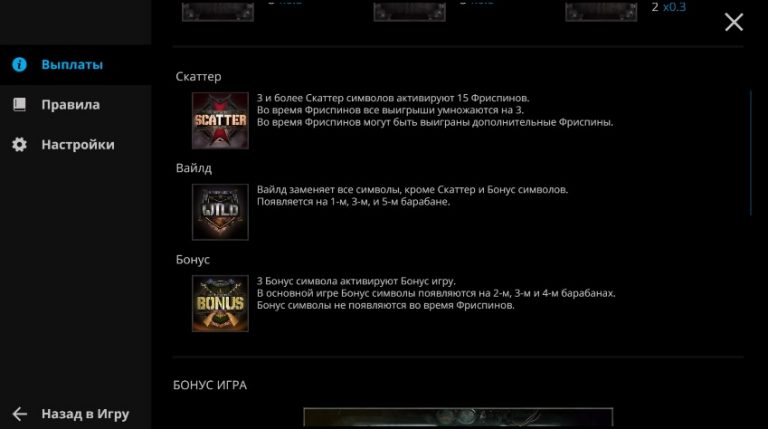 2 x0.3
Выплаты
Правила
Настройки
Скаттер
SCATTER
3 и более Скаттер символов активируют 15 Фриспинов.
Во время Фриспинов все выигрыши умножаются на 3.
Во время Фриспинов могут быть выиграны дополнительные Фриспины.
Вайлд
WILD
Вайлд заменяет все символы, кроме Скаттер и Бонус символов.
Появляется на 1-м, 3-м, и 5-м барабане.
Бонус
BONUS
3 Бонус символа активируют Бонус игру.
В основной игре Бонус символы появляются на 2-м, 3-м и 4-м барабанах.
Бонус символы не появляются во время Фриспинов.
БОНУС ИГРА
Назад в Игру